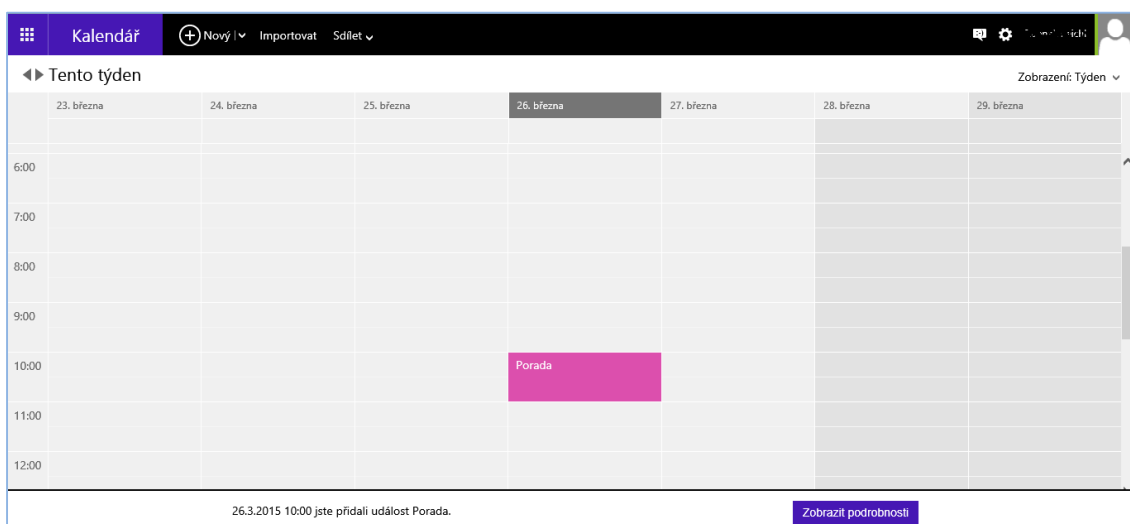 Kalendář Nový Importovat Sdílet
Tento týden Zobrazení: Týden
23. března 24. března 25. března 26. března 27. března 28. března 29. března
6:00
7:00
8:00
9:00
10:00 Porada
11:00
12:00
26.3.2015 10:00 jste přidali událost Porada. Zobrazit podrobnosti